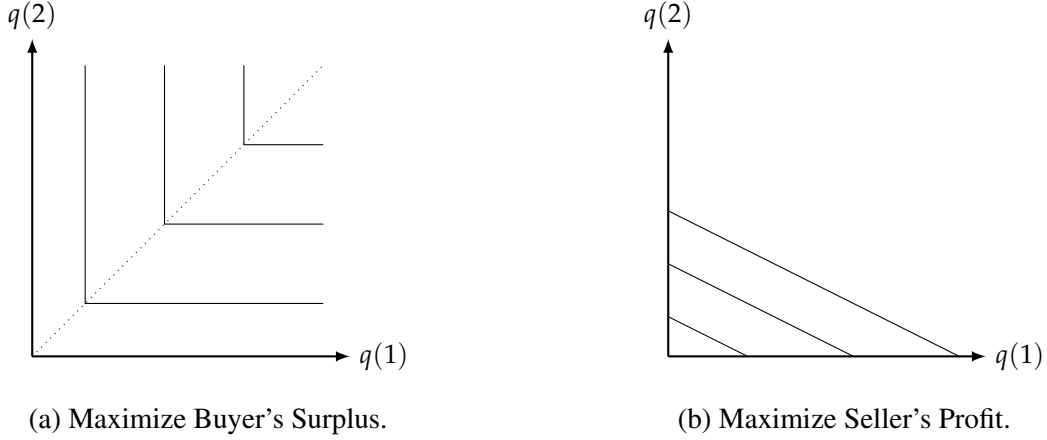 q(2)
q(1)
(a) Maximize Buyer's Surplus.
q(2)
q(1)
(b) Maximize Seller's Profit.